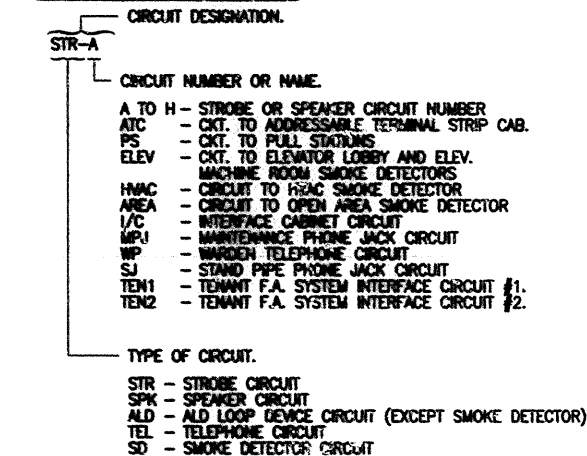 CIRCUIT DESIGNATION.
STR-A
CIRCUIT NUMBER OR NAME.
A TO H - STROBE OR SPEAKER CIRCUIT NUMBER
ATC - CKT. TO ADDRESSABLE TERMINAL STRIP CAB.
PS - CKT. TO PULL STATIONS
ELEV - CKT. TO ELEVATOR LOBBY AND ELEV.
MACHINE ROOM SMOKE DETECTORS
HVAC - CIRCUIT TO HVAC SMOKE DETECTOR
AREA - CIRCUIT TO OPEN AREA SMOKE DETECTOR
I/C - INTERFACE CABINET CIRCUIT
MPJ - MAINTENANCE PHONE JACK CIRCUIT
WP - WARDEN TELEPHONE CIRCUIT
SJ - STAND PIPE PHONE JACK CIRCUIT
TEN1 - TENANT F.A. SYSTEM INTERFACE CIRCUIT #1.
TEN2 - TENANT F.A. SYSTEM INTERFACE CIRCUIT #2.
TYPE OF CIRCUIT.
STR - STROBE CIRCUIT
SPK - SPEAKER CIRCUIT
ALD - ALD LOOP DEVICE CIRCUIT (EXCEPT SMOKE DETECTOR)
TEL - TELEPHONE CIRCUIT
SD - SMOKE DETECTOR CIRCUIT